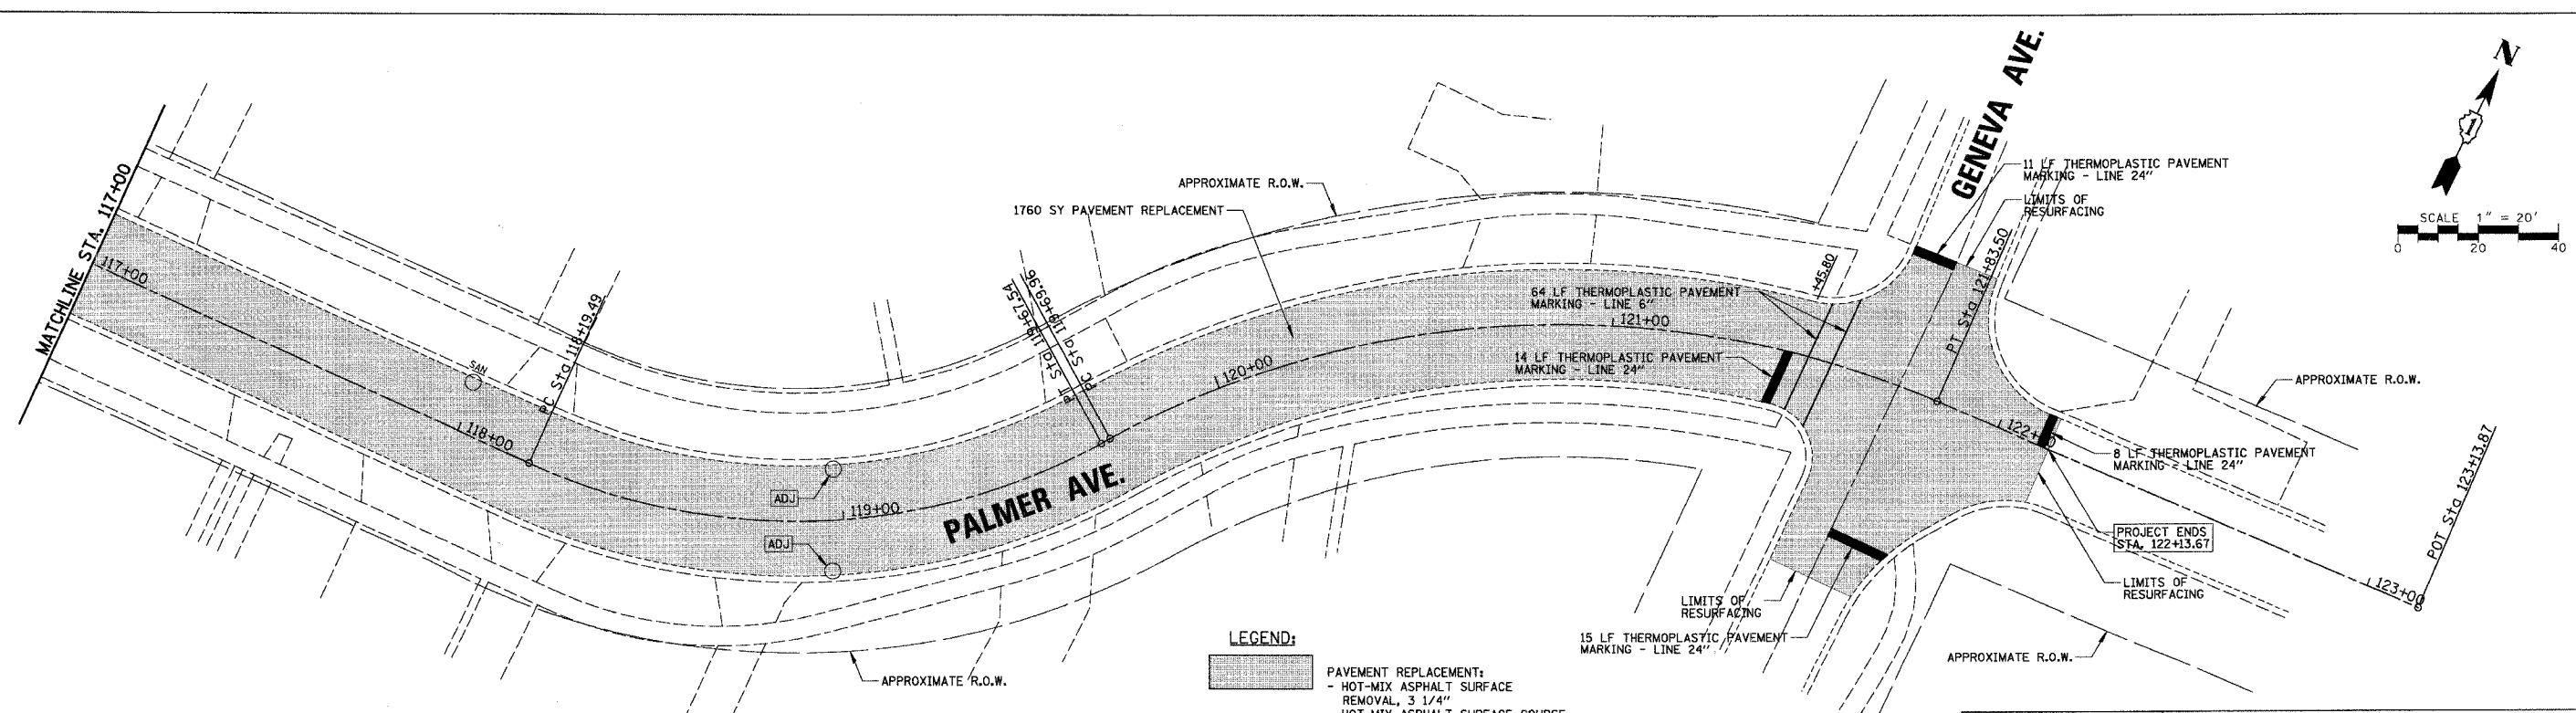 MATCHLINE STA. 117+00
117+00
SAN
118+00
PC Sta 118+19.49
ADJ
ADJ
119+00
PALMER AVE.
PT Sta 119+67.54
PC Sta 119+69.96
APPROXIMATE R.O.W.
1760 SY PAVEMENT REPLACEMENT
120+00
121+00
64 LF THERMOPLASTIC PAVEMENT
MARKING - LINE 6"
14 LF THERMOPLASTIC PAVEMENT
MARKING - LINE 24"
+45.80
GENEVA AVE.
11 LF THERMOPLASTIC PAVEMENT
MARKING - LINE 24"
LIMITS OF
RESURFACING
PT Sta 121+83.50
N
1
SCALE 1" = 20'
0 20 40
APPROXIMATE R.O.W.
122+
8 LF THERMOPLASTIC PAVEMENT
MARKING - LINE 24"
PROJECT ENDS
STA. 122+13.67
LIMITS OF
RESURFACING
POT Sta 123+13.87
123+00
LIMITS OF
RESURFACING
15 LF THERMOPLASTIC PAVEMENT
MARKING - LINE 24"
APPROXIMATE R.O.W.
APPROXIMATE R.O.W.
LEGEND:
PAVEMENT REPLACEMENT:
- HOT-MIX ASPHALT SURFACE
REMOVAL, 3 1/4"
HOT-MIX ASPHALT SURFACE COURSE